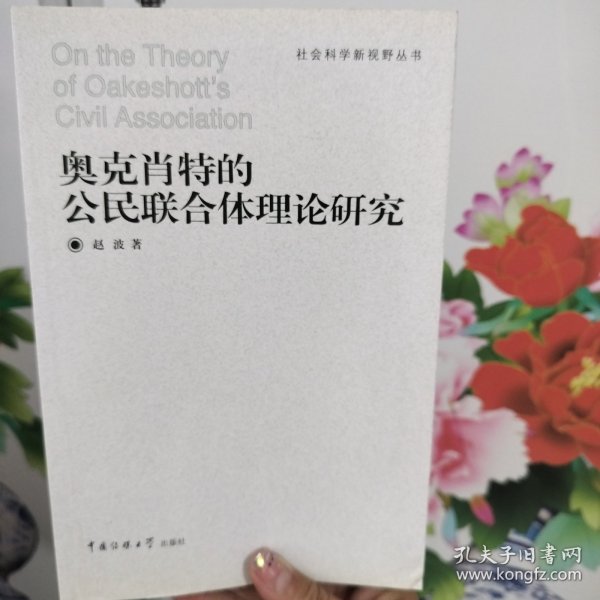 On the Theory
of Oakeshott's
Civil Association
社会科学新视野丛书
奥克肖特的
公民联合体理论研究
赵 波 著
中国传媒大学 出版社
孔夫子旧书网
www.kongfz.com